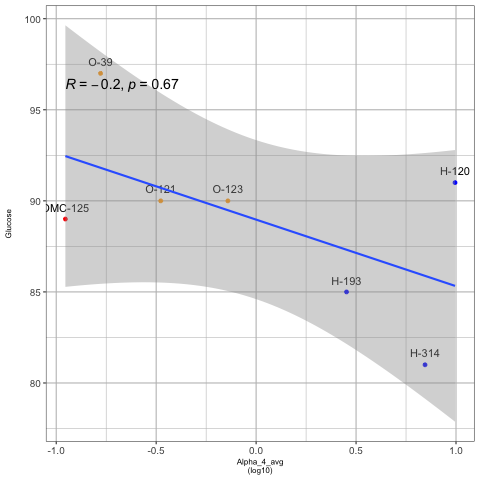 100
O-39
R = −0.2, p = 0.67
95
H-120
O-121 O-123
90
OMC-125
Glucose
H-193
85
H-314
80
-1.0 -0.5 0.0 0.5 1.0
Alpha_4_avg
(log10)